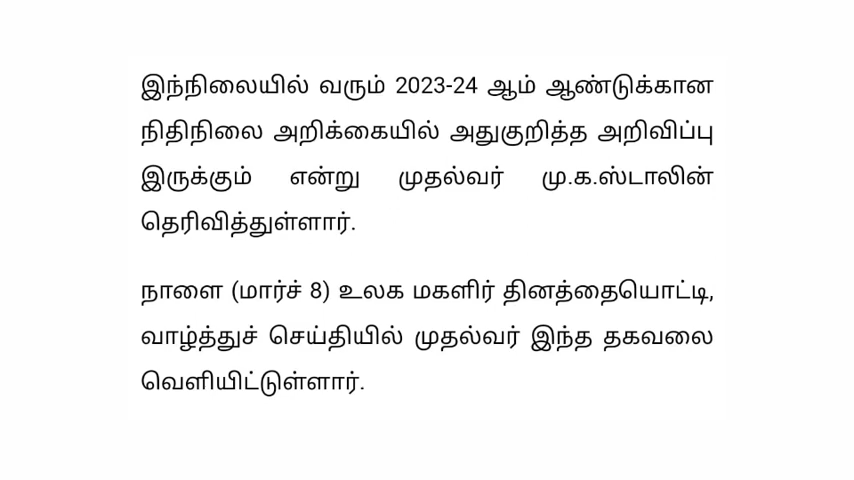 இந்நிலையில் வரும் 2023-24 ஆம் ஆண்டுக்கான
நிதிநிலை அறிக்கையில் அதுகுறித்த அறிவிப்பு
இருக்கும் என்று முதல்வர் மு.க.ஸ்டாலின்
தெரிவித்துள்ளார்.
நாளை (மார்ச் 8) உலக மகளிர் தினத்தையொட்டி,
வாழ்த்துச் செய்தியில் முதல்வர் இந்த தகவலை
வெளியிட்டுள்ளார்.